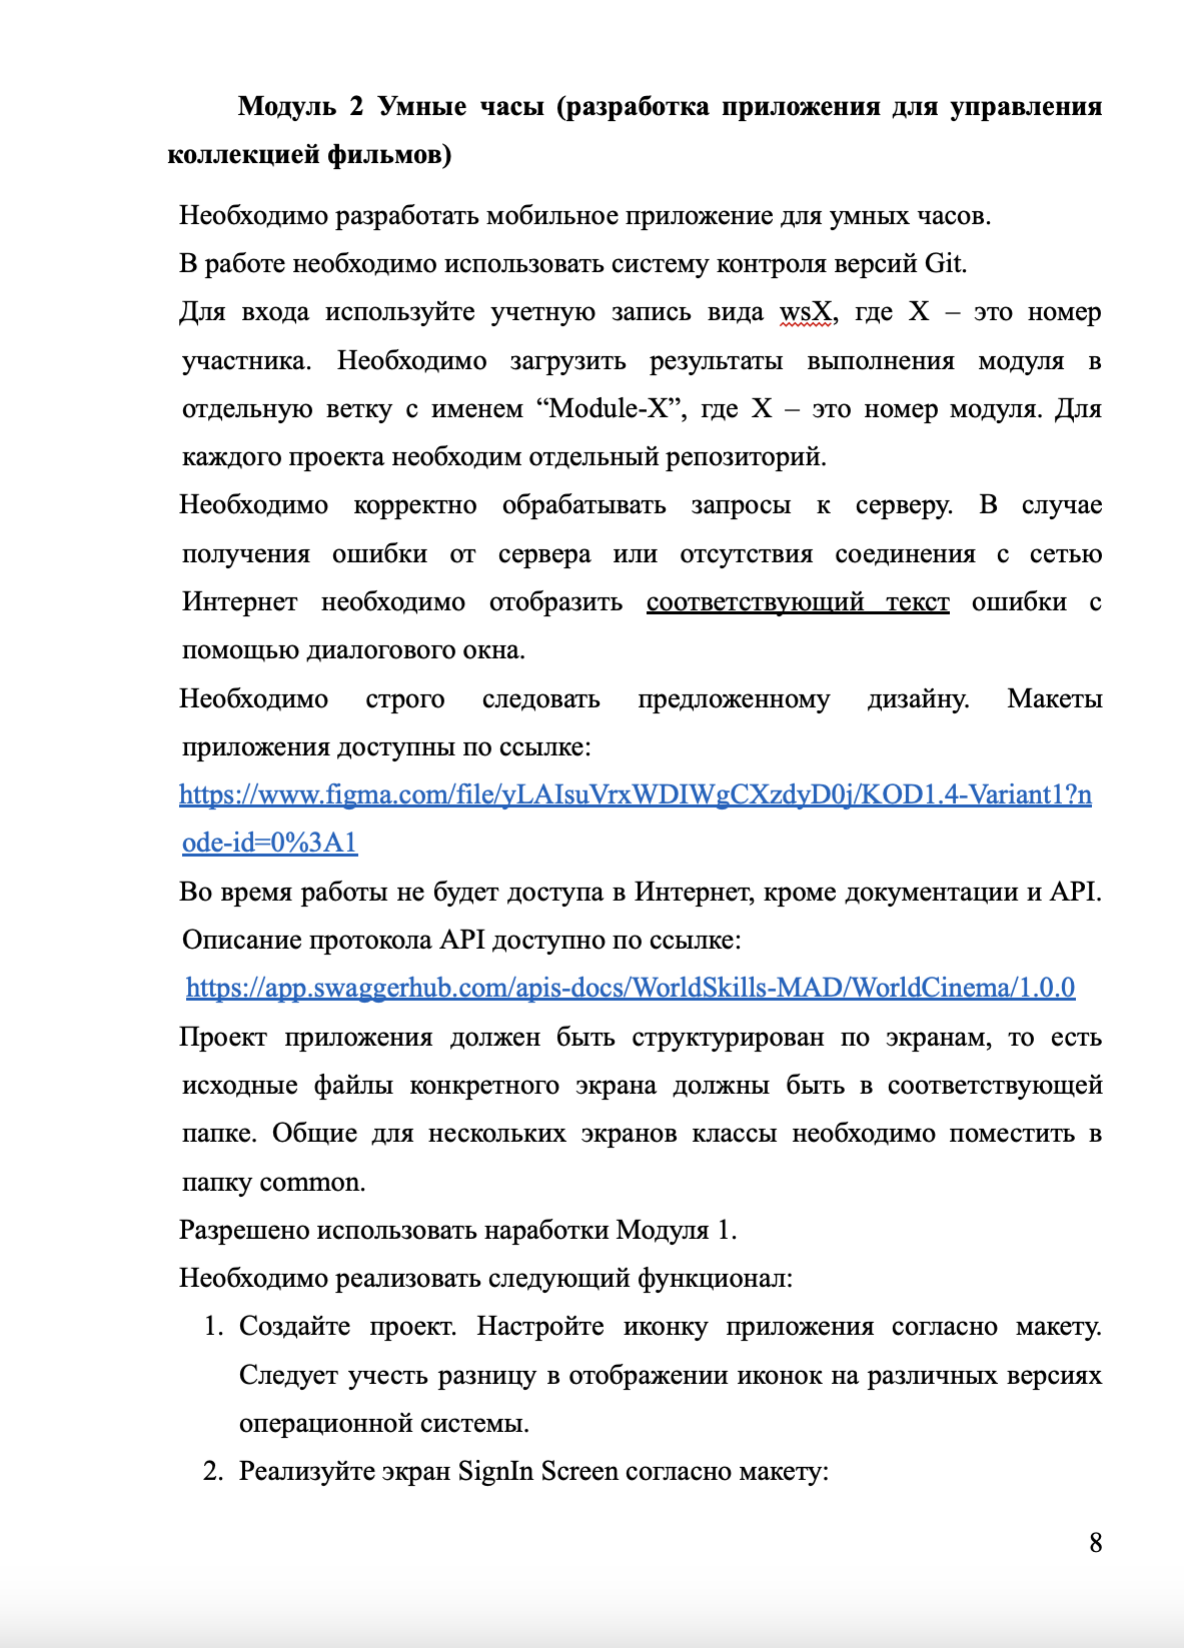 Модуль 2 Умные часы (разработка приложения для управления
коллекцией фильмов)
Необходимо разработать мобильное приложение для умных часов.
В работе необходимо использовать систему контроля версий Git.
Для входа используйте учетную запись вида wsX, где X – это номер
участника. Необходимо загрузить результаты выполнения модуля в
отдельную ветку с именем “Module-X”, где X – это номер модуля. Для
каждого проекта необходим отдельный репозиторий.
Необходимо корректно обрабатывать запросы к серверу. В случае
получения ошибки от сервера или отсутствия соединения с сетью
Интернет необходимо отобразить соответствующий текст ошибки с
помощью диалогового окна.
Необходимо строго следовать предложенному дизайну. Макеты
приложения доступны по ссылке:
https://www.figma.com/file/yLAIsuVrxWDIWgCXzdyD0j/KOD1.4-Variant1?n
ode-id=0%3A1
Во время работы не будет доступа в Интернет, кроме документации и API.
Описание протокола API доступно по ссылке:
https://app.swaggerhub.com/apis-docs/WorldSkills-MAD/WorldCinema/1.0.0
Проект приложения должен быть структурирован по экранам, то есть
исходные файлы конкретного экрана должны быть в соответствующей
папке. Общие для нескольких экранов классы необходимо поместить в
папку common.
Разрешено использовать наработки Модуля 1.
Необходимо реализовать следующий функционал:
1. Создайте проект. Настройте иконку приложения согласно макету.
Следует учесть разницу в отображении иконок на различных версиях
операционной системы.
2. Реализуйте экран SignIn Screen согласно макету:
8